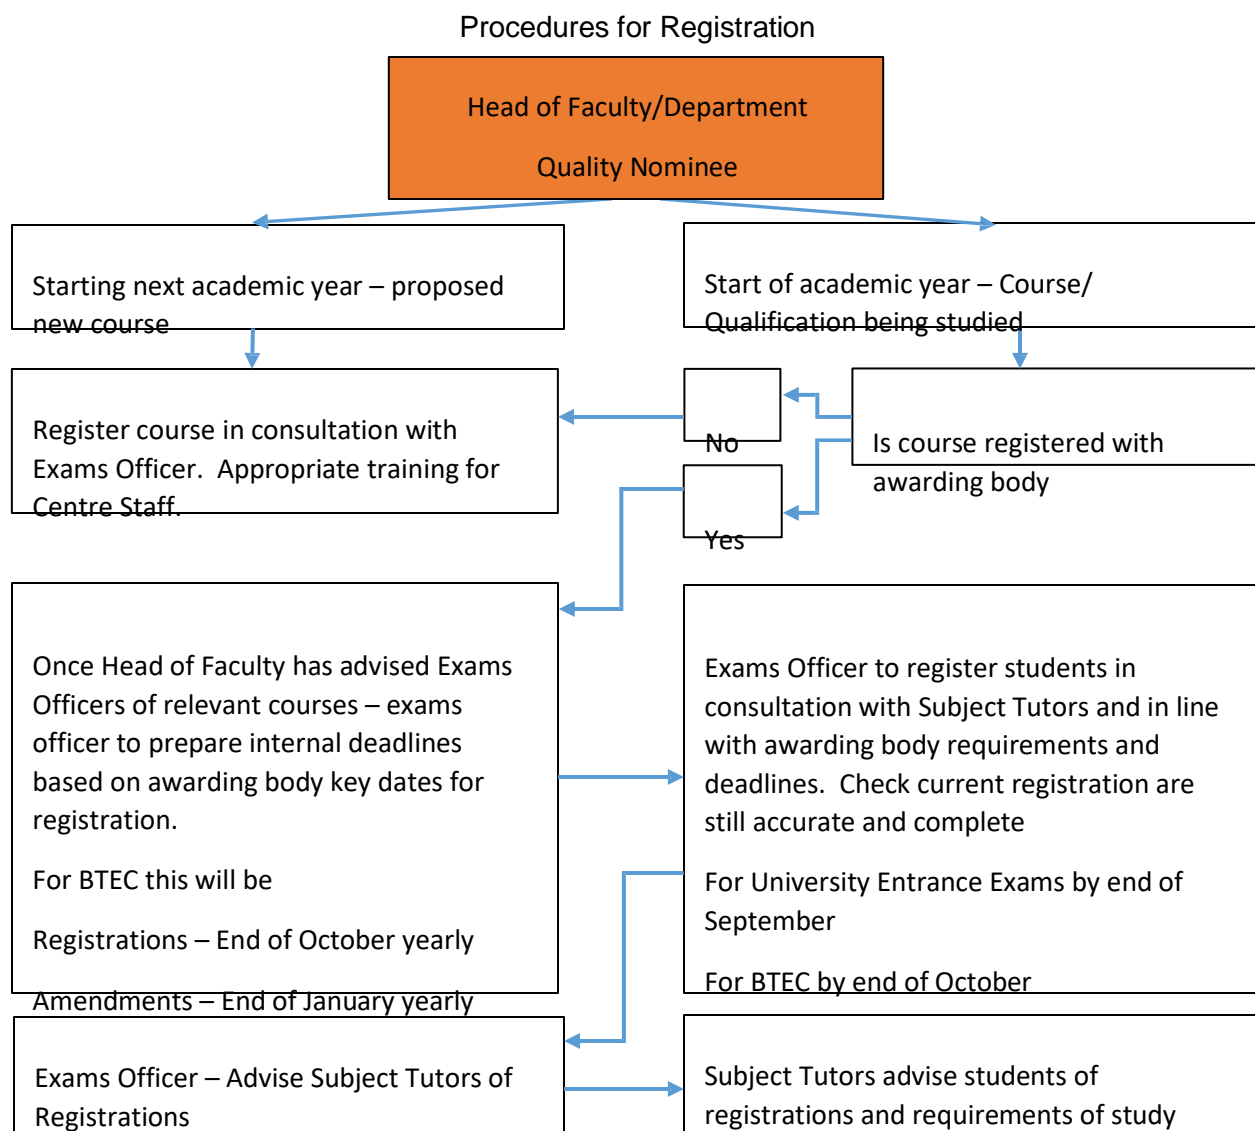 Procedures for Registration
Head of Faculty/Department
Quality Nominee
Starting next academic year – proposed
new course
Start of academic year – Course/
Qualification being studied
Register course in consultation with
Exams Officer.  Appropriate training for
Centre Staff.
No
Yes
Is course registered with
awarding body
Once Head of Faculty has advised Exams
Officers of relevant courses – exams
officer to prepare internal deadlines
based on awarding body key dates for
registration.
For BTEC this will be
Registrations – End of October yearly
Amendments – End of January yearly
Exams Officer to register students in
consultation with Subject Tutors and in line
with awarding body requirements and
deadlines.  Check current registration are
still accurate and complete
For University Entrance Exams by end of
September
For BTEC by end of October
Exams Officer – Advise Subject Tutors of
Registrations
Subject Tutors advise students of
registrations and requirements of study